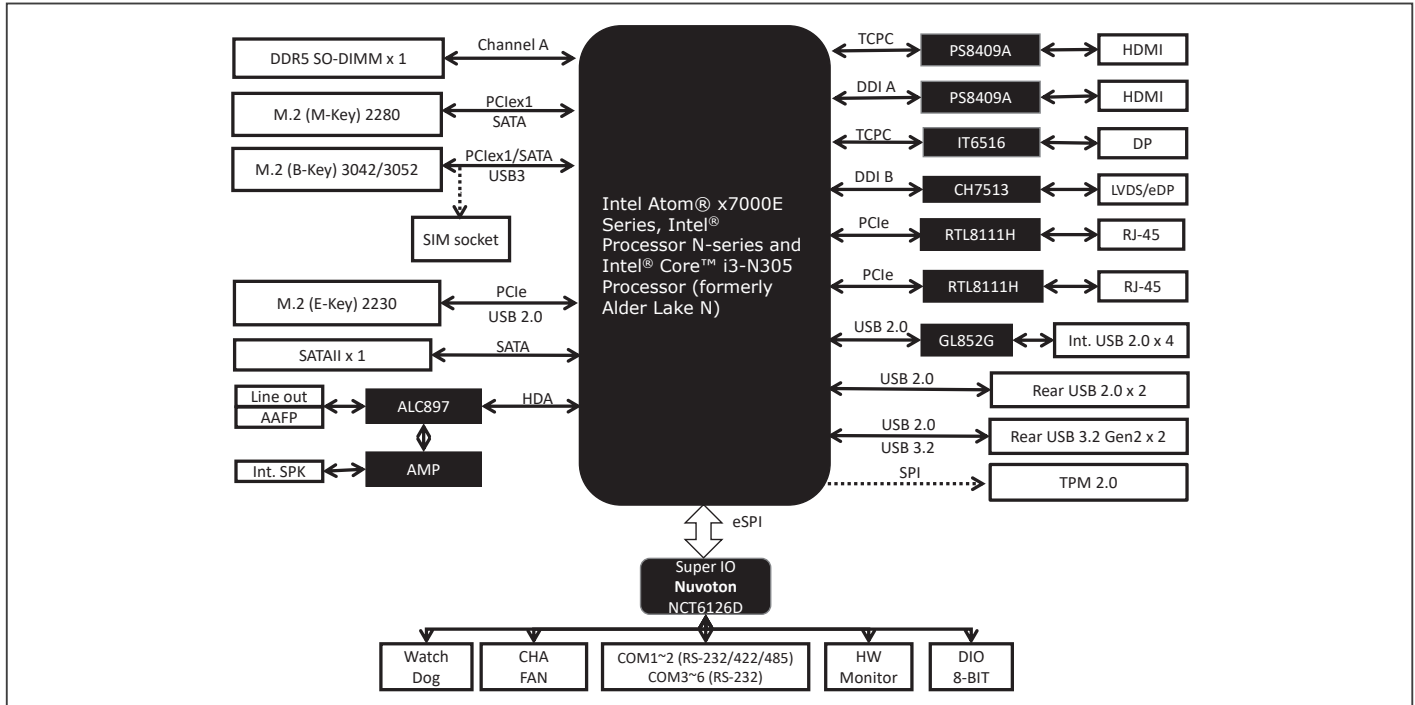 DDR5 SO-DIMM x 1
Channel A
M.2 (M-Key) 2280
PCIex1
SATA
M.2 (B-Key) 3042/3052
PCIex1/SATA
USB3
SIM socket
M.2 (E-Key) 2230
PCIe
USB 2.0
SATAII x 1
SATA
Line out
AAFP
ALC897
HDA
Int. SPK
AMP
Intel Atom® x7000E
Series, Intel®
Processor N-series and
Intel® Core™ i3-N305
Processor (formerly
Alder Lake N)
TCPC
PS8409A
HDMI
DDI A
PS8409A
HDMI
TCPC
IT6516
DP
DDI B
CH7513
LVDS/eDP
PCIe
RTL8111H
RJ-45
PCIe
RTL8111H
RJ-45
USB 2.0
GL852G
Int. USB 2.0 x 4
USB 2.0
Rear USB 2.0 x 2
USB 2.0
USB 3.2
Rear USB 3.2 Gen2 x 2
SPI
TPM 2.0
eSPI
Super IO
Nuvoton
NCT6126D
Watch
Dog
CHA
FAN
COM1~2 (RS-232/422/485)
COM3~6 (RS-232)
HW
Monitor
DIO
8-BIT